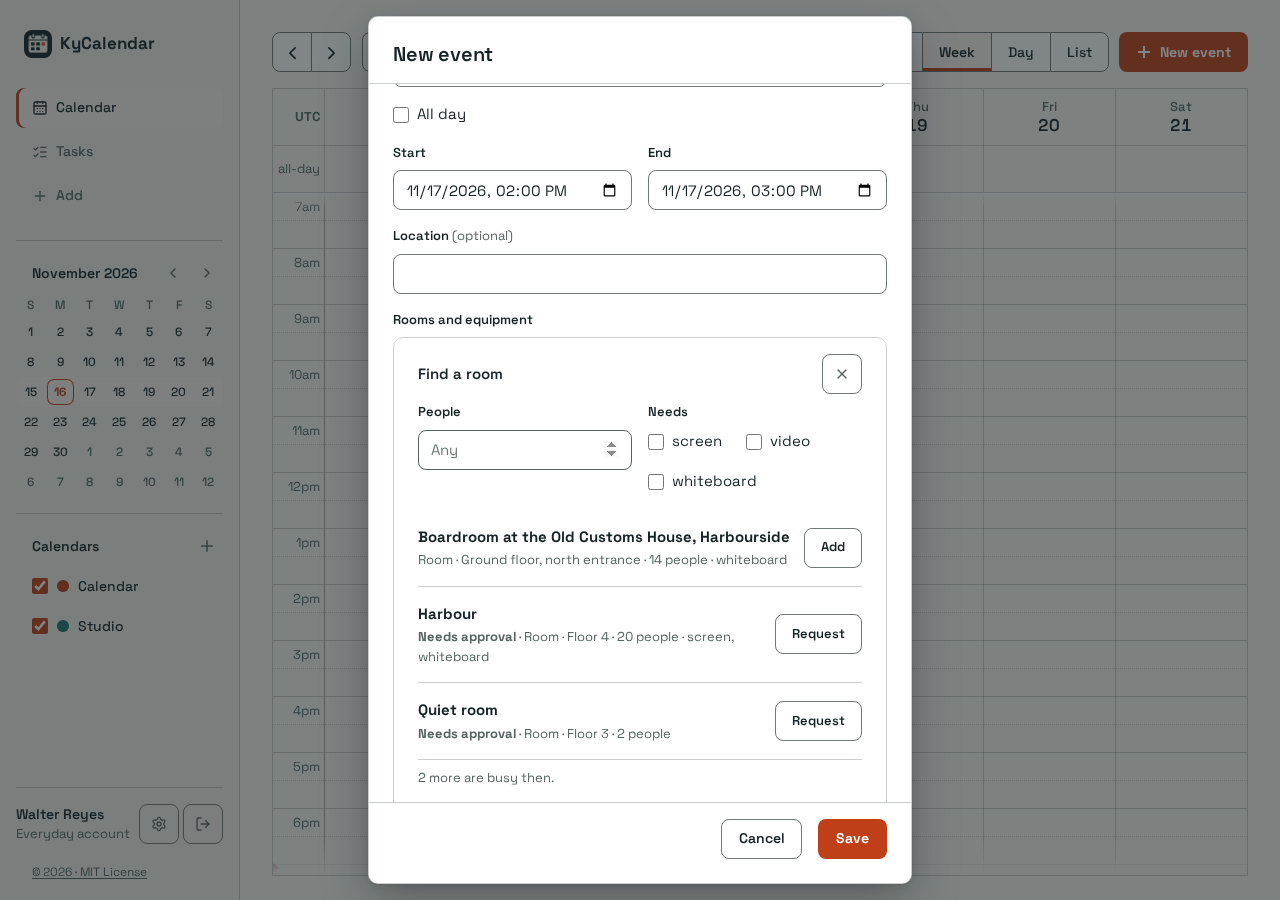 KyCalendar
Calendar
Tasks
Add
November 2026
S M T W T F S
1 2 3 4 5 6 7
8 9 10 11 12 13 14
15 16 17 18 19 20 21
22 23 24 25 26 27 28
29 30 1 2 3 4 5
6 7 8 9 10 11 12
Calendars
Calendar
Studio
Walter Reyes
Everyday account
© 2026 · MIT License
Week Day List
New event
UTC
Fri
20
Sat
21
all-day
7am
8am
9am
10am
11am
12pm
1pm
2pm
3pm
4pm
5pm
6pm
New event
All day
Start End
11/17/2026, 02:00 PM 11/17/2026, 03:00 PM
Location (optional)
Rooms and equipment
Find a room
People Needs
Any
screen video
whiteboard
Boardroom at the Old Customs House, Harbourside
Room · Ground floor, north entrance · 14 people · whiteboard
Add
Harbour
Needs approval · Room · Floor 4 · 20 people · screen,
whiteboard
Request
Quiet room
Needs approval · Room · Floor 3 · 2 people
Request
2 more are busy then.
Cancel Save